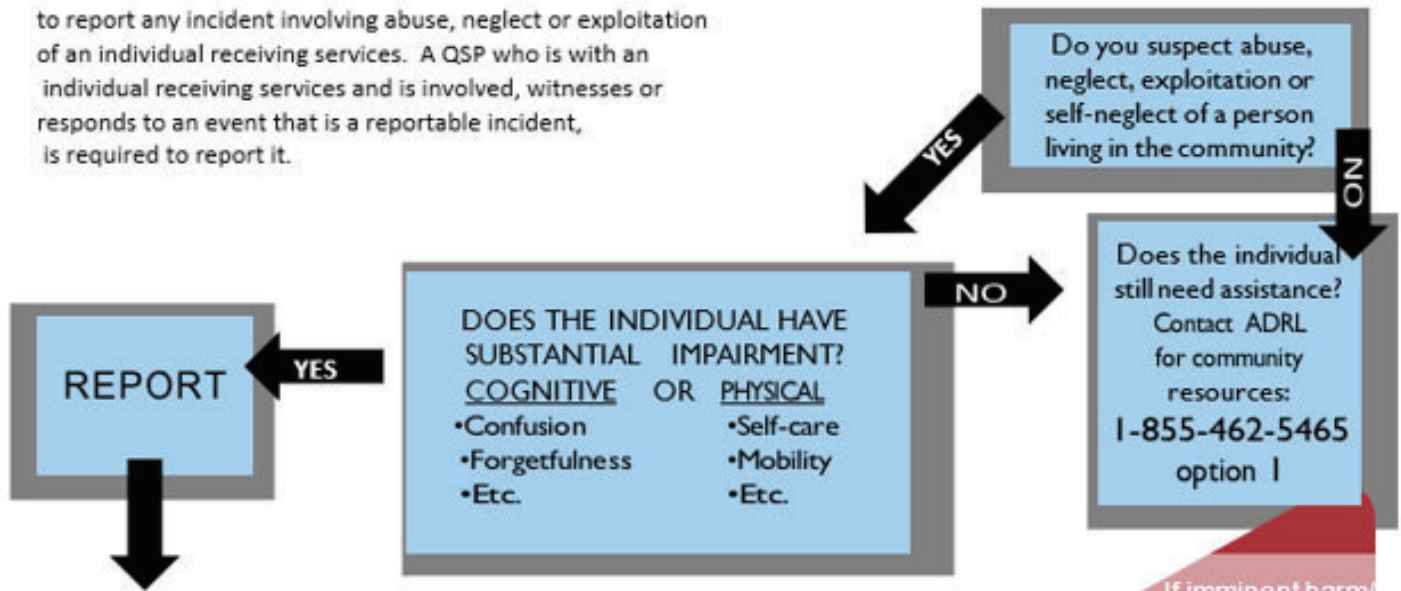 to report any incident involving abuse, neglect or exploitation
of an individual receiving services. A QSP who is with an
individual receiving services and is involved, witnesses or
responds to an event that is a reportable incident,
is required to report it.
Do you suspect abuse,
neglect, exploitation or
self-neglect of a person
living in the community?
YES
NO
DOES THE INDIVIDUAL HAVE
SUBSTANTIAL IMPAIRMENT?
COGNITIVE OR PHYSICAL
•Confusion •Self-care
•Forgetfulness •Mobility
•Etc. •Etc.
NO
Does the individual
still need assistance?
Contact ADRL
for community
resources:
1-855-462-5465
option 1
YES
REPORT
If imminent harm